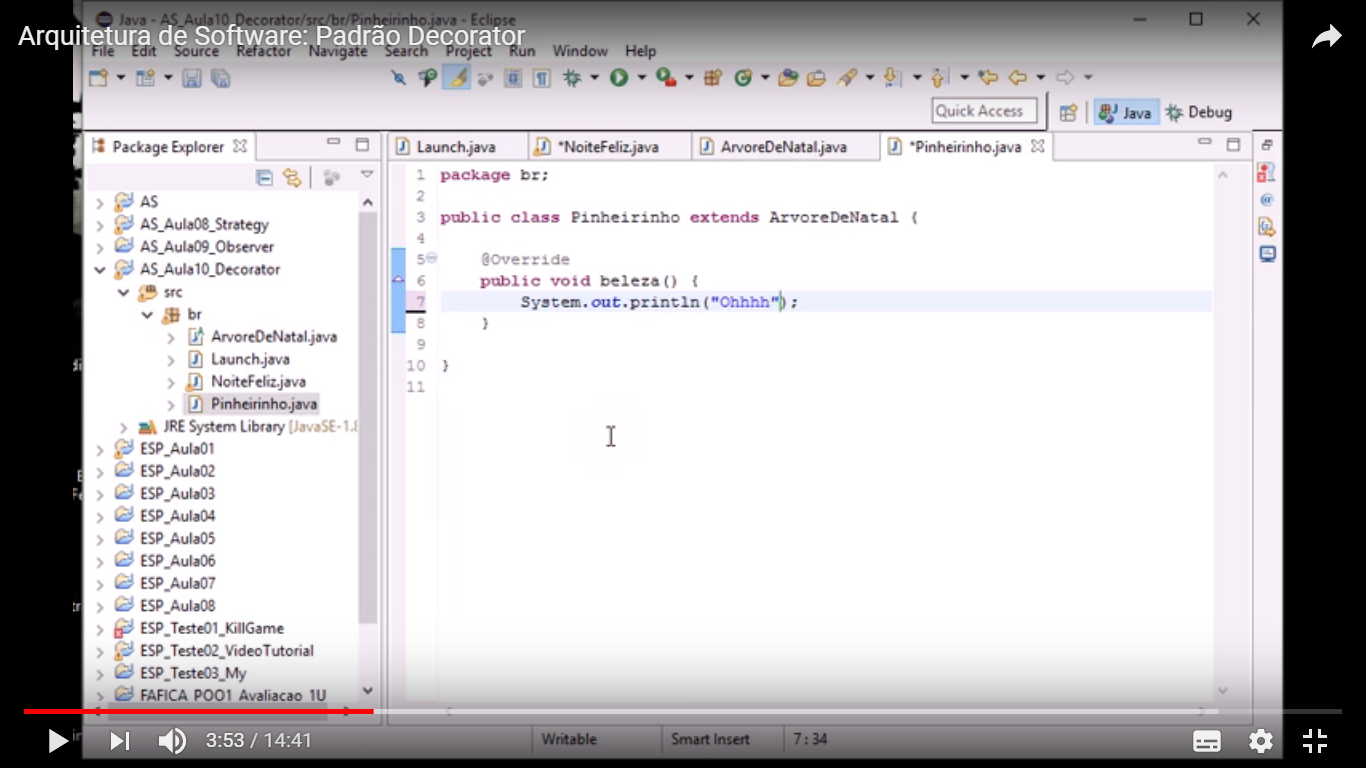 Java - AS_Aula10_Decorator/src/br/Pinheirinho.java - Eclipse
Arquitetura de Software: Padrão Decorator
File Edit Source Refactor Navigate Search Project Run Window Help
Quick Access
Java
Debug
Package Explorer
Launch.java
*NoiteFeliz.java
ArvoreDeNatal.java
*Pinheirinho.java
AS
AS_Aula08_Strategy
AS_Aula09_Observer
AS_Aula10_Decorator
src
br
ArvoreDeNatal.java
Launch.java
NoiteFeliz.java
Pinheirinho.java
JRE System Library [JavaSE-1.8
ESP_Aula01
ESP_Aula02
ESP_Aula03
ESP_Aula04
ESP_Aula05
ESP_Aula06
ESP_Aula07
ESP_Aula08
ESP_Teste01_KillGame
ESP_Teste02_VideoTutorial
ESP_Teste03_My
FAFICA_POO1_Avaliacao_1U
1 package br;
2
3 public class Pinheirinho extends ArvoreDeNatal {
4
5 @Override
6 public void beleza() {
7 System.out.println("Ohhhh");
8 }
9
10 }
11
3:53 / 14:41
Writable
Smart Insert
7 : 34